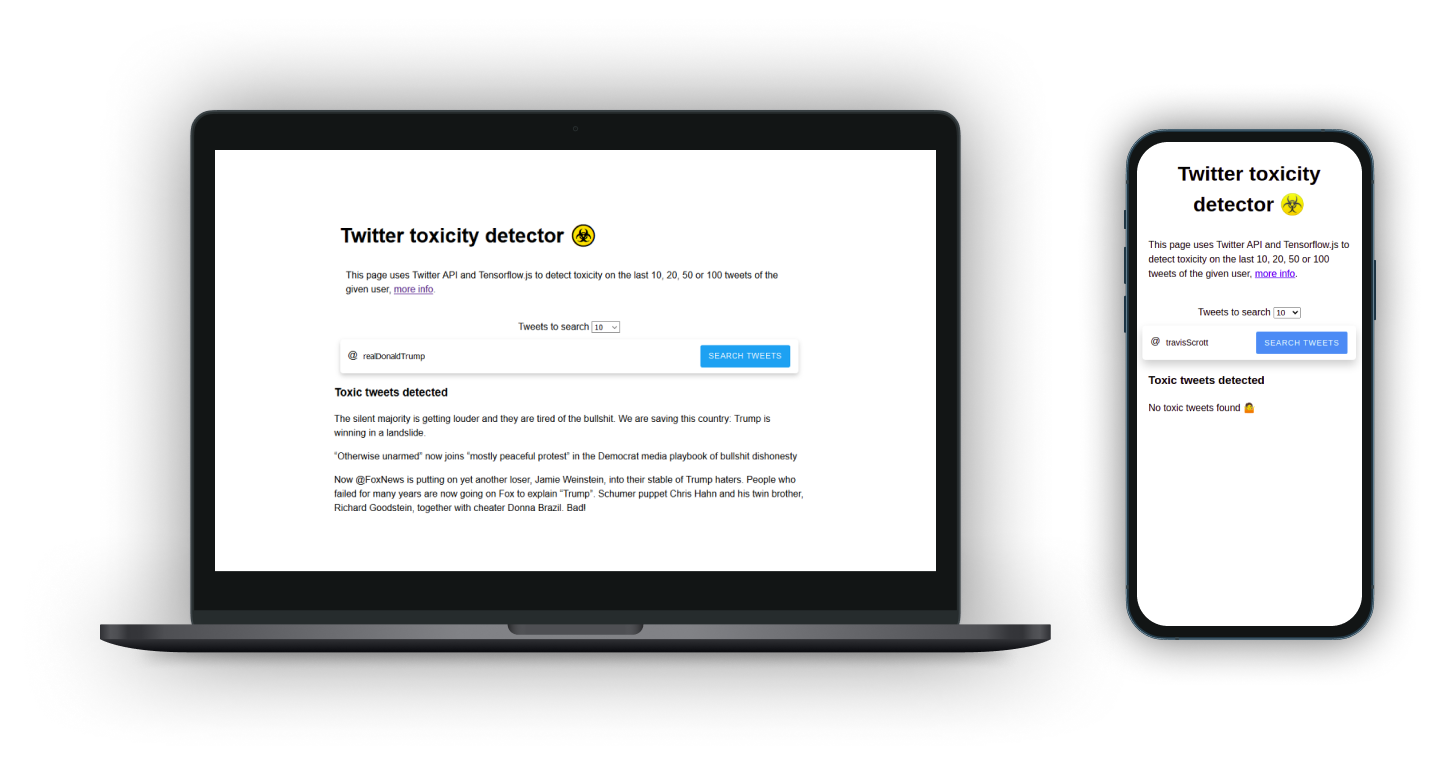 Twitter toxicity detector
This page uses Twitter API and Tensorflow.js to detect toxicity on the last 10, 20, 50 or 100 tweets of the
given user, more info.
Tweets to search 10
@ realDonaldTrump SEARCH TWEETS
Toxic tweets detected
The silent majority is getting louder and they are tired of the bullshit. We are saving this country: Trump is
winning in a landslide.
"Otherwise unarmed" now joins "mostly peaceful protest" in the Democrat media playbook of bullshit dishonesty
Now @FoxNews is putting on yet another loser, Jamie Weinstein, into their stable of Trump haters. People who
failed for many years are now going on Fox to explain "Trump". Schumer puppet Chris Hahn and his twin brother,
Richard Goodstein, together with cheater Donna Brazil. Bad!
Twitter toxicity
detector
This page uses Twitter API and Tensorflow.js to
detect toxicity on the last 10, 20, 50 or 100
tweets of the given user, more info.
Tweets to search 10
@ travisScrott SEARCH TWEETS
Toxic tweets detected
No toxic tweets found